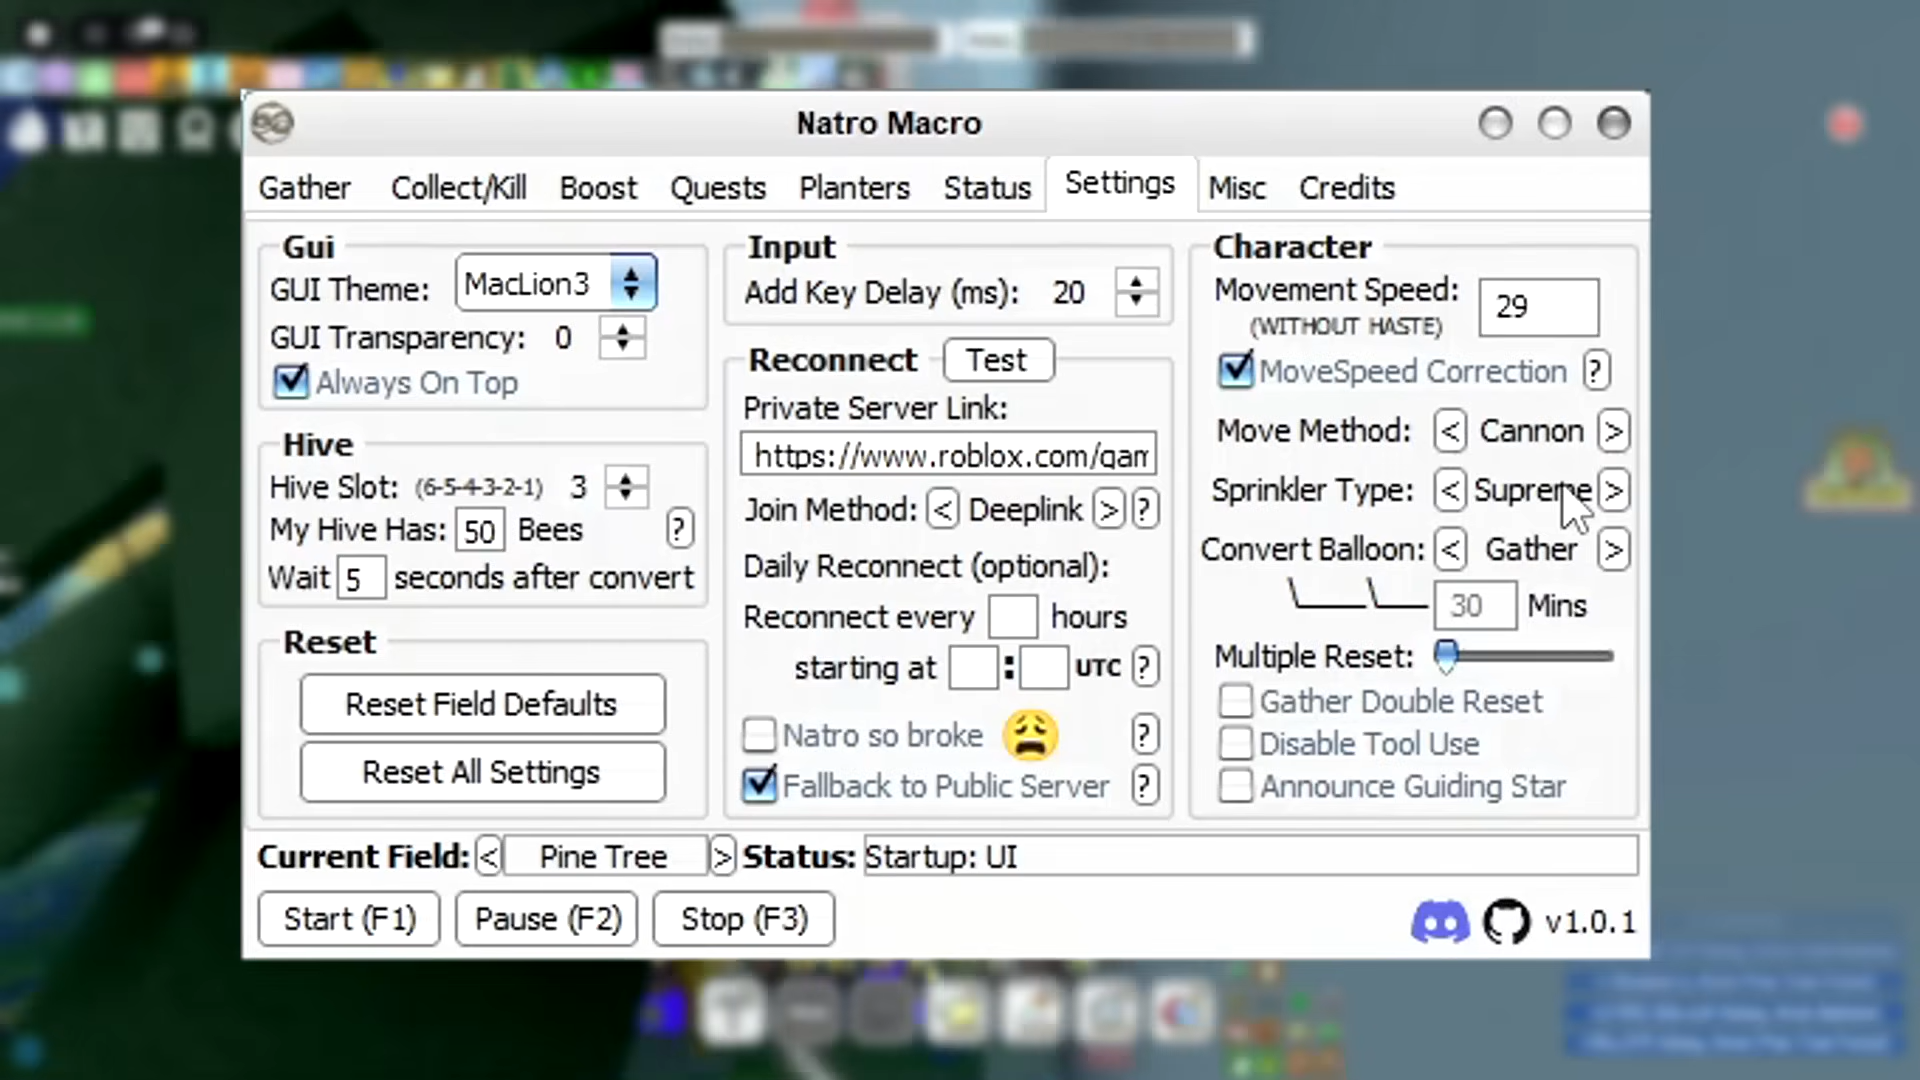 Natro Macro
Gather Collect/Kill Boost Quests Planters Status Settings Misc Credits
Gui
GUI Theme: MacLion3
GUI Transparency: 0
Always On Top
Hive
Hive Slot: (6-5-4-3-2-1) 3
My Hive Has: 50 Bees ?
Wait 5 seconds after convert
Reset
Reset Field Defaults
Reset All Settings
Input
Add Key Delay (ms): 20
Reconnect Test
Private Server Link:
https://www.roblox.com/gam
Join Method: < Deeplink > ?
Daily Reconnect (optional):
Reconnect every hours
starting at : UTC ?
Natro so broke 😩 ?
Fallback to Public Server ?
Character
Movement Speed: 29
(WITHOUT HASTE)
MoveSpeed Correction ?
Move Method: < Cannon >
Sprinkler Type: < Supreme >
Convert Balloon: < Gather >
30 Mins
Multiple Reset:
Gather Double Reset
Disable Tool Use
Announce Guiding Star
Current Field: < Pine Tree > Status: Startup: UI
Start (F1) Pause (F2) Stop (F3) v1.0.1